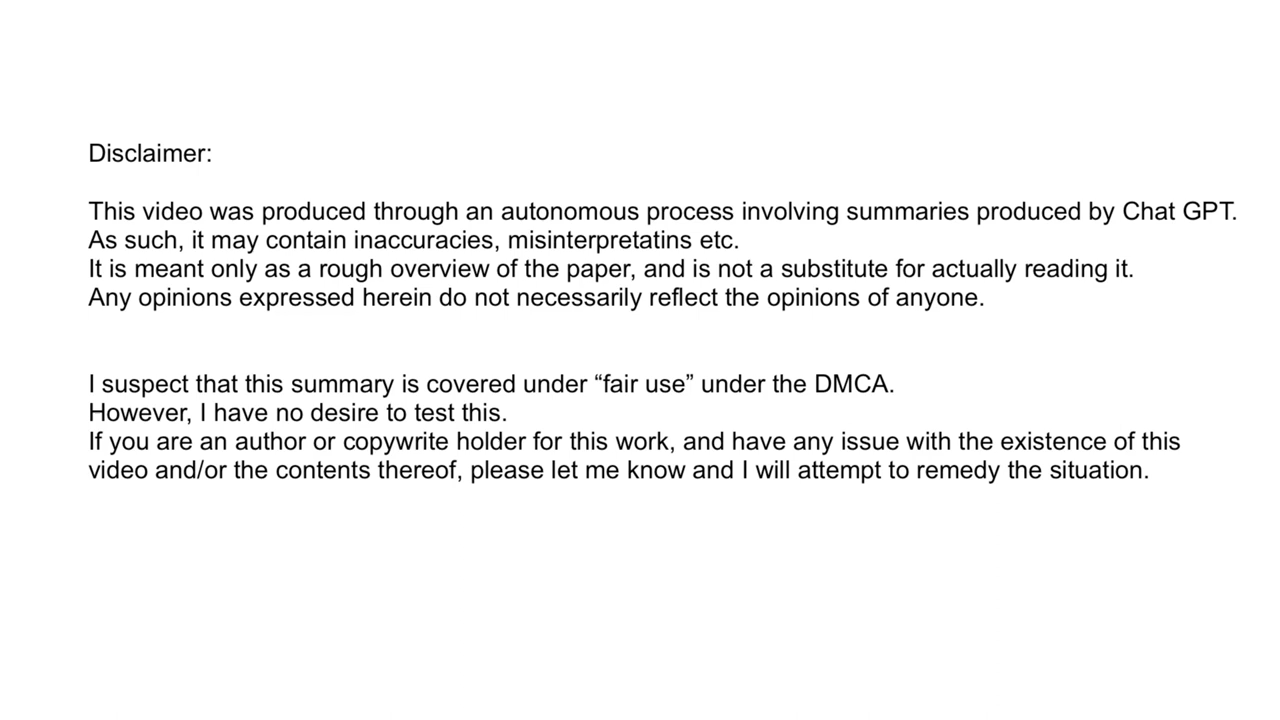 Disclaimer:
This video was produced through an autonomous process involving summaries produced by Chat GPT.
As such, it may contain inaccuracies, misinterpretatins etc.
It is meant only as a rough overview of the paper, and is not a substitute for actually reading it.
Any opinions expressed herein do not necessarily reflect the opinions of anyone.
I suspect that this summary is covered under “fair use” under the DMCA.
However, I have no desire to test this.
If you are an author or copywrite holder for this work, and have any issue with the existence of this
video and/or the contents thereof, please let me know and I will attempt to remedy the situation.